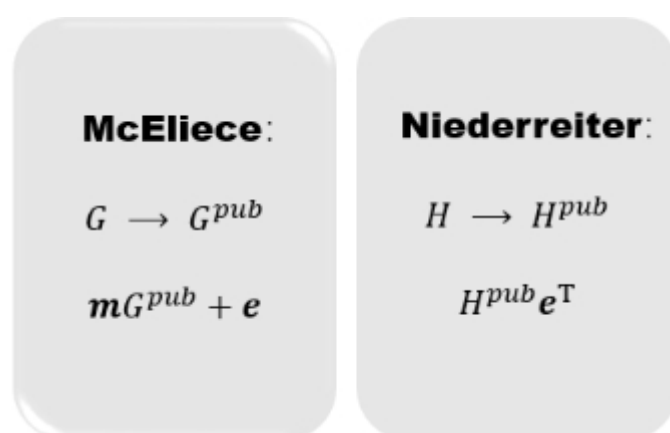 McEliece:
G → G^pub
mG^pub + e
Niederreiter:
H → H^pub
H^pub e^T